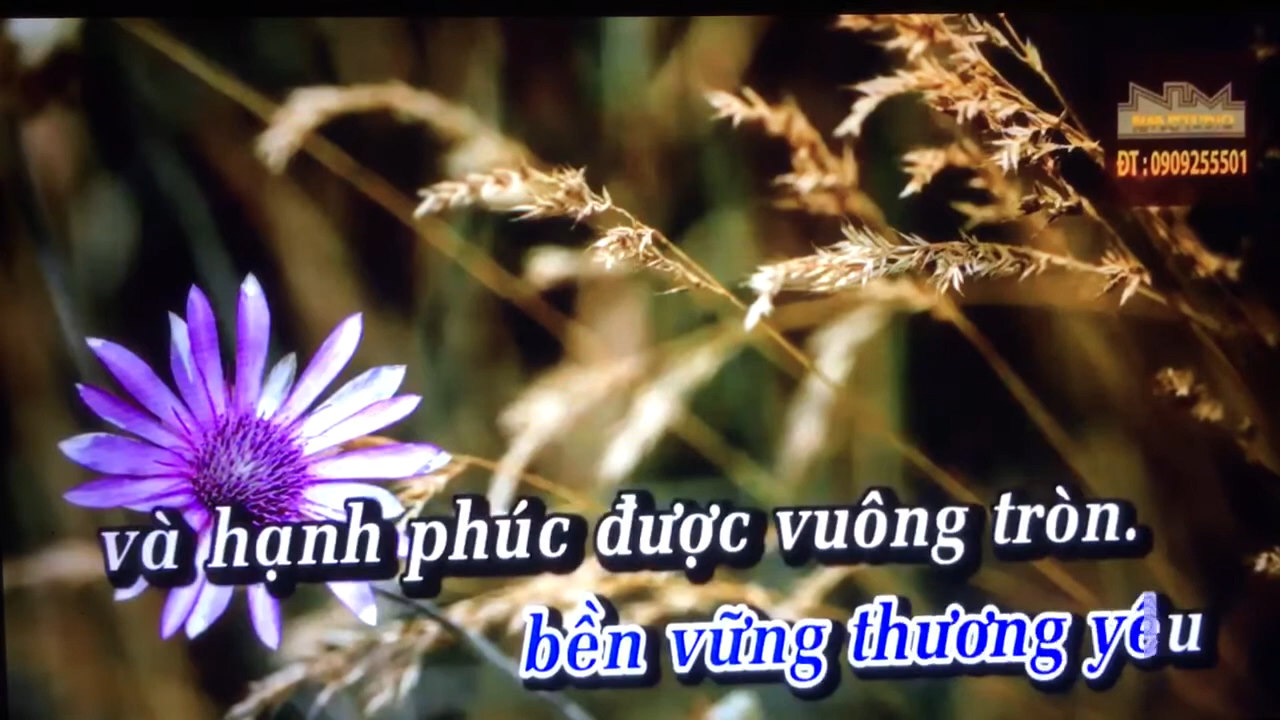 ĐT : 0909255501
và hạnh phúc được vuông tròn.
bền vững thương yêu